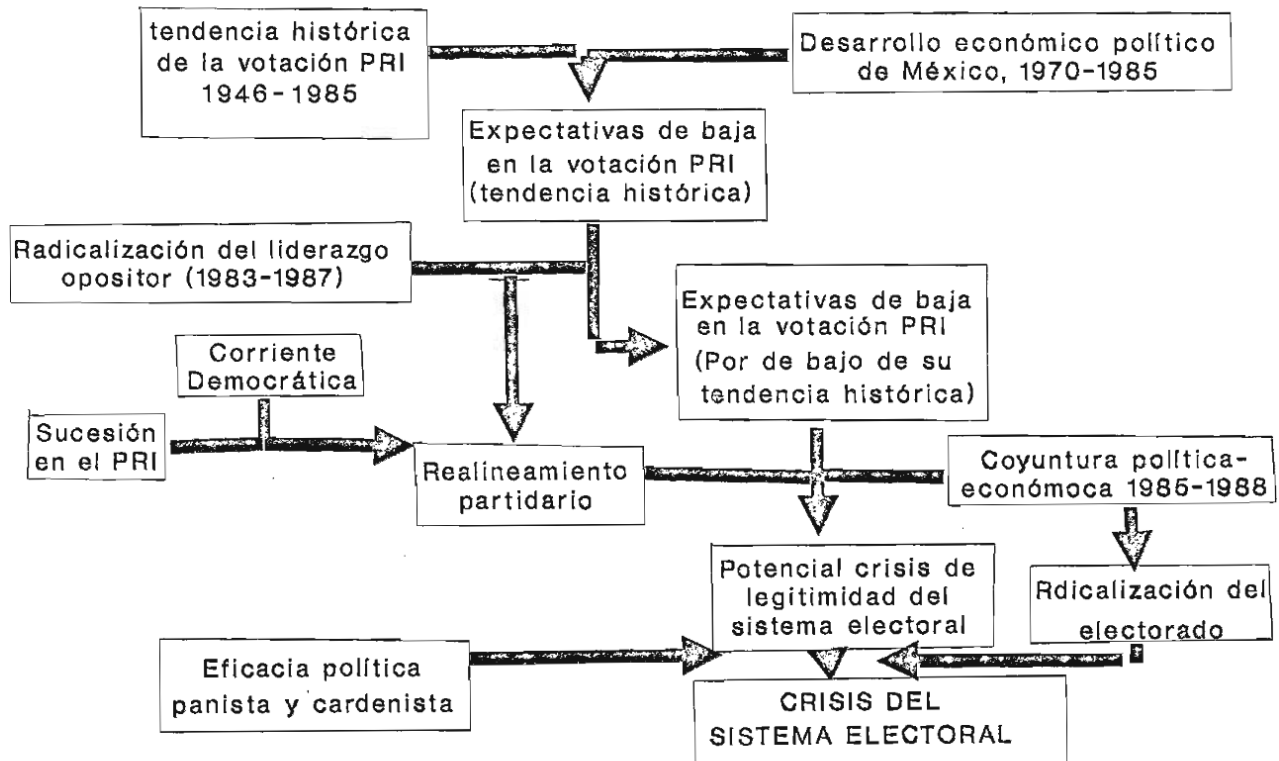 tendencia histórica
de la votación PRI
1946-1985
Desarrollo económico político
de México, 1970-1985
Expectativas de baja
en la votación PRI
(tendencia histórica)
Radicalización del liderazgo
opositor (1983-1987)
Expectativas de baja
en la votación PRI
(Por de bajo de su
tendencia histórica)
Corriente
Democrática
Sucesión
en el PRI
Realineamiento
partidario
Coyuntura política-
económoca 1985-1988
Potencial crisis de
legitimidad del
sistema electoral
Rdicalización del
electorado
Eficacia política
panista y cardenista
CRISIS DEL
SISTEMA ELECTORAL